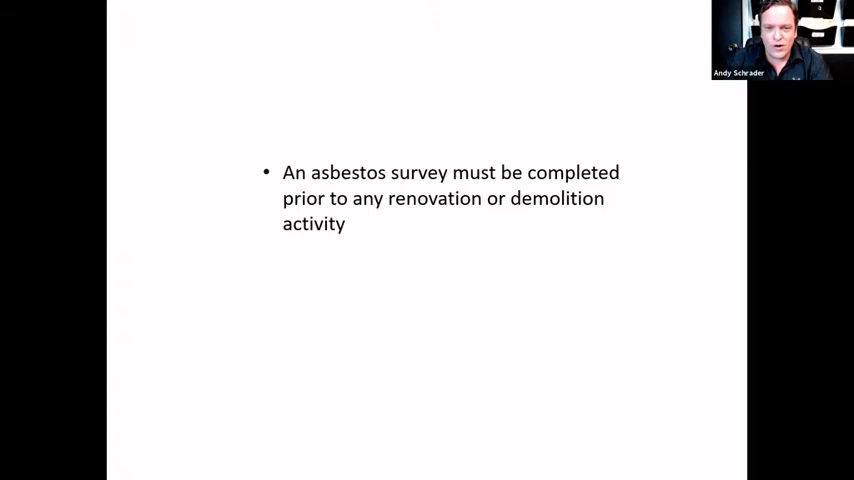 Andy Schrader
• An asbestos survey must be completed
prior to any renovation or demolition
activity